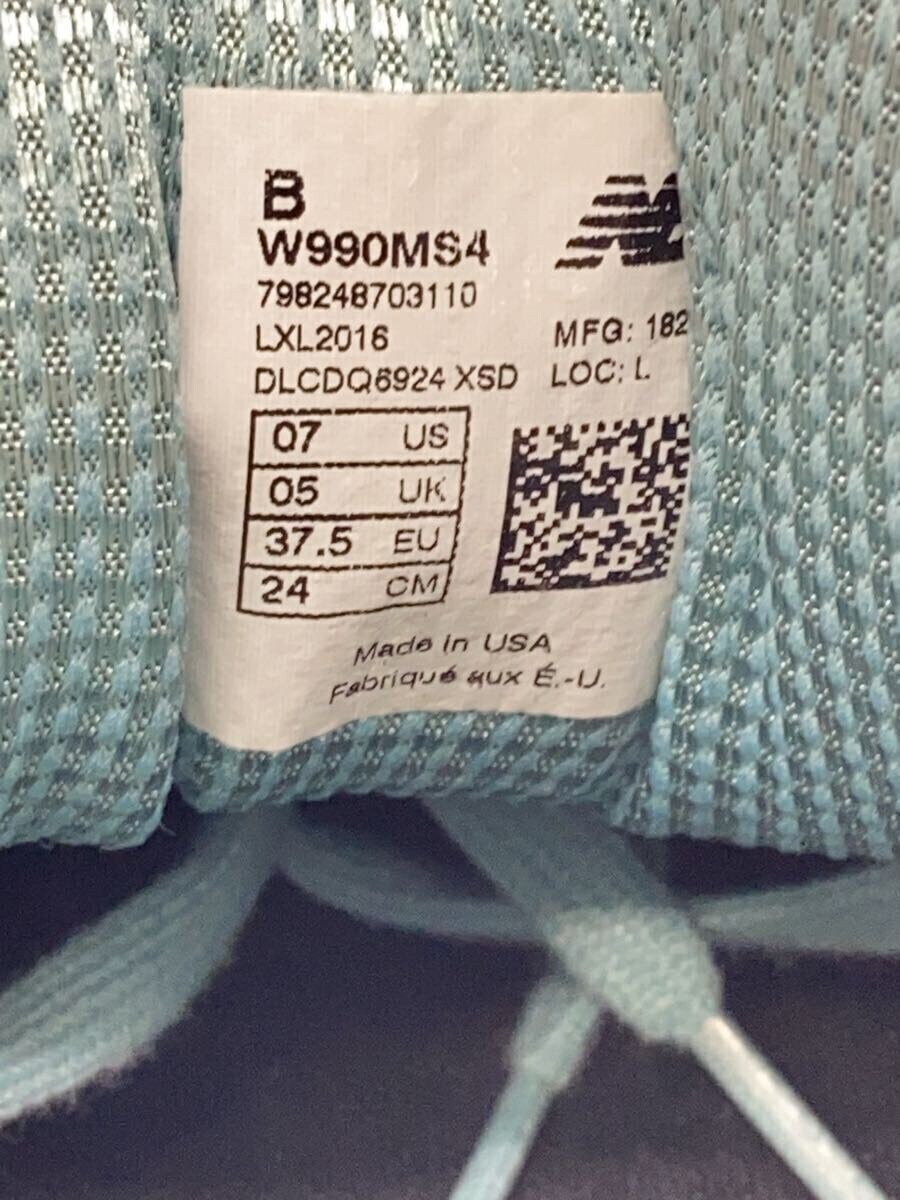 B
W990MS4
798248703110
LXL2016
MFG: 182
DLCDQ6924 XSD
LOC: L
07 US
05 UK
37.5 EU
24 CM
Made in USA
Fabriqué aux É.-U.